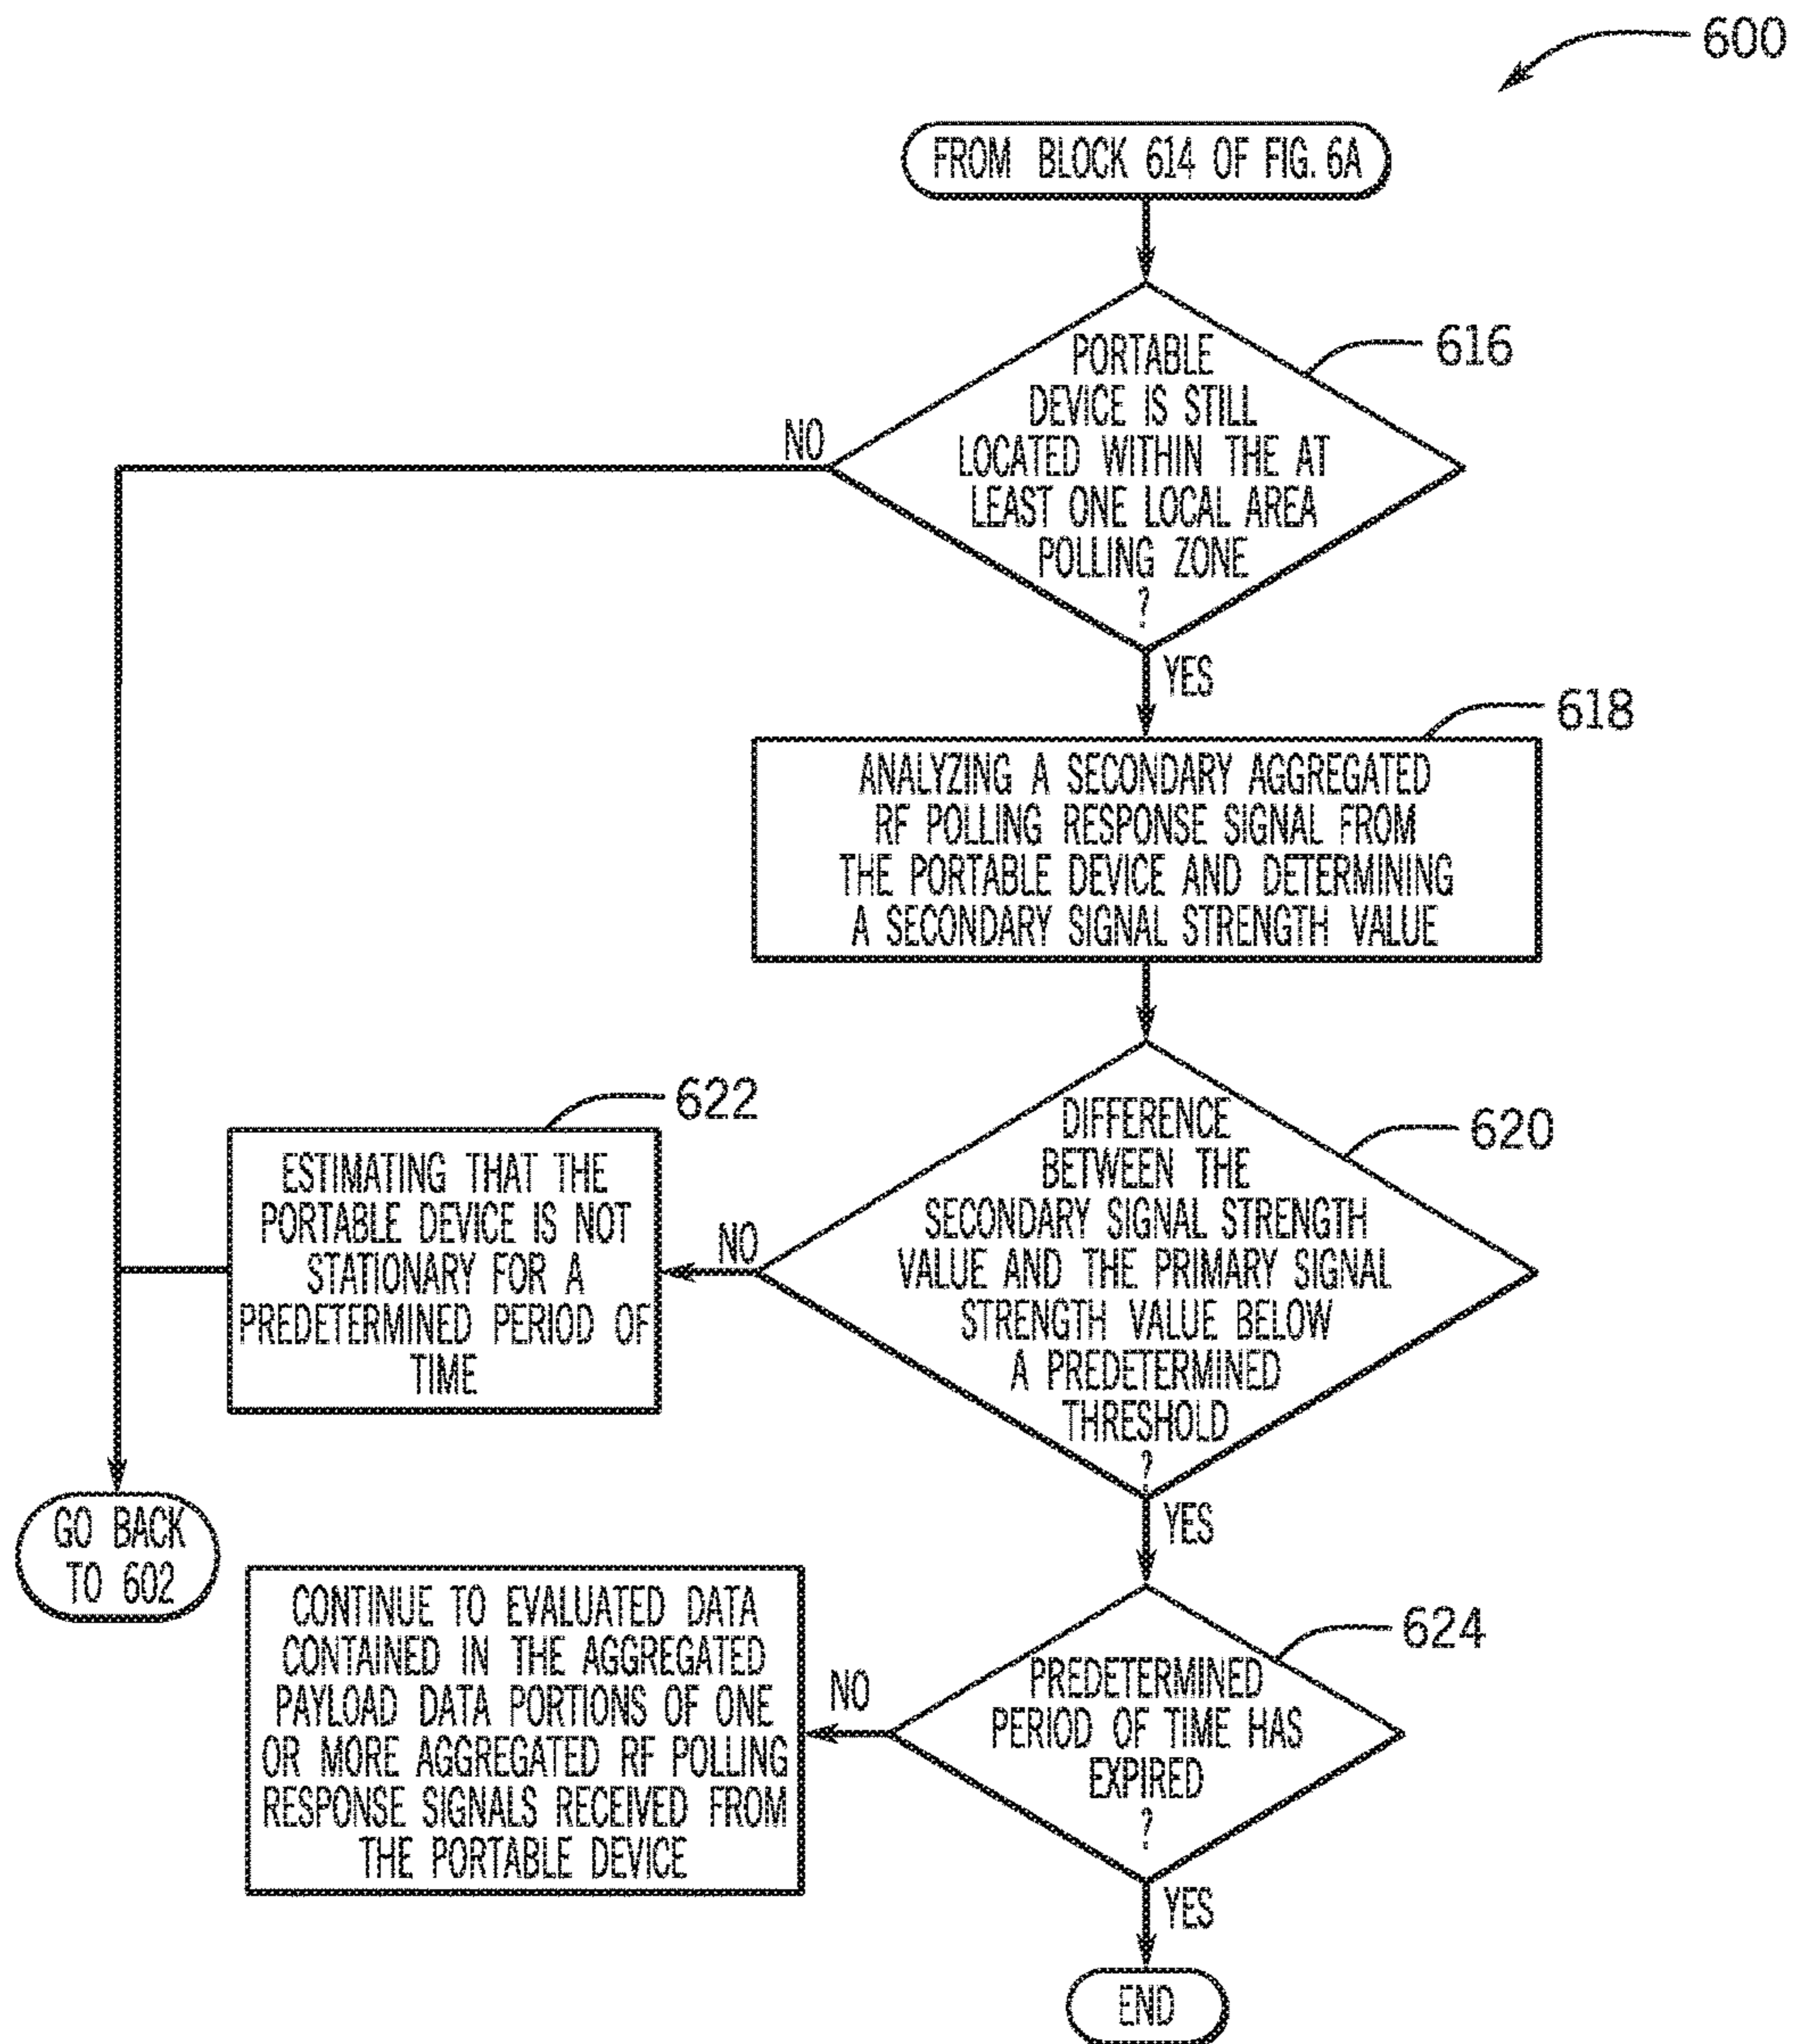 600
FROM BLOCK 614 OF FIG. 6A
616
PORTABLE
DEVICE IS STILL
LOCATED WITHIN THE AT
LEAST ONE LOCAL AREA
POLLING ZONE
?
NO
YES
618
ANALYZING A SECONDARY AGGREGATED
RF POLLING RESPONSE SIGNAL FROM
THE PORTABLE DEVICE AND DETERMINING
A SECONDARY SIGNAL STRENGTH VALUE
620
DIFFERENCE
BETWEEN THE
SECONDARY SIGNAL STRENGTH
VALUE AND THE PRIMARY SIGNAL
STRENGTH VALUE BELOW
A PREDETERMINED
THRESHOLD
?
NO
622
ESTIMATING THAT THE
PORTABLE DEVICE IS NOT
STATIONARY FOR A
PREDETERMINED PERIOD OF
TIME
GO BACK
TO 602
YES
624
PREDETERMINED
PERIOD OF TIME HAS
EXPIRED
?
NO
CONTINUE TO EVALUATED DATA
CONTAINED IN THE AGGREGATED
PAYLOAD DATA PORTIONS OF ONE
OR MORE AGGREGATED RF POLLING
RESPONSE SIGNALS RECEIVED FROM
THE PORTABLE DEVICE
YES
END